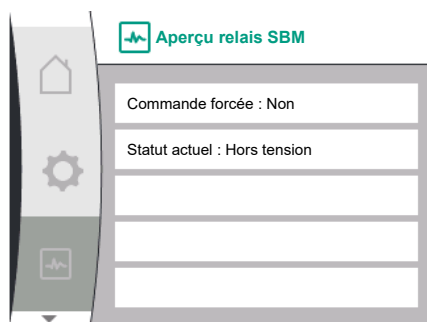 Aperçu relais SBM
Commande forcée : Non
Statut actuel : Hors tension